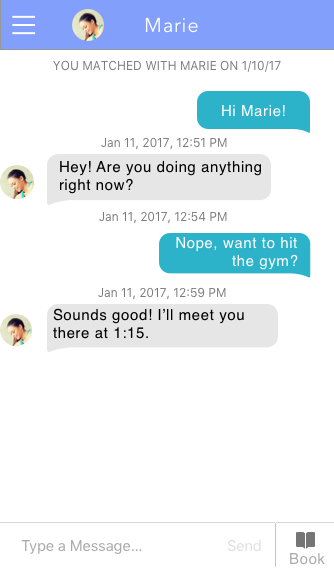 Marie
YOU MATCHED WITH MARIE ON 1/10/17
Hi Marie!
Jan 11, 2017, 12:51 PM
Hey! Are you doing anything
right now?
Jan 11, 2017, 12:54 PM
Nope, want to hit
the gym?
Jan 11, 2017, 12:59 PM
Sounds good! I'll meet you
there at 1:15.
Type a Message...
Send
Book